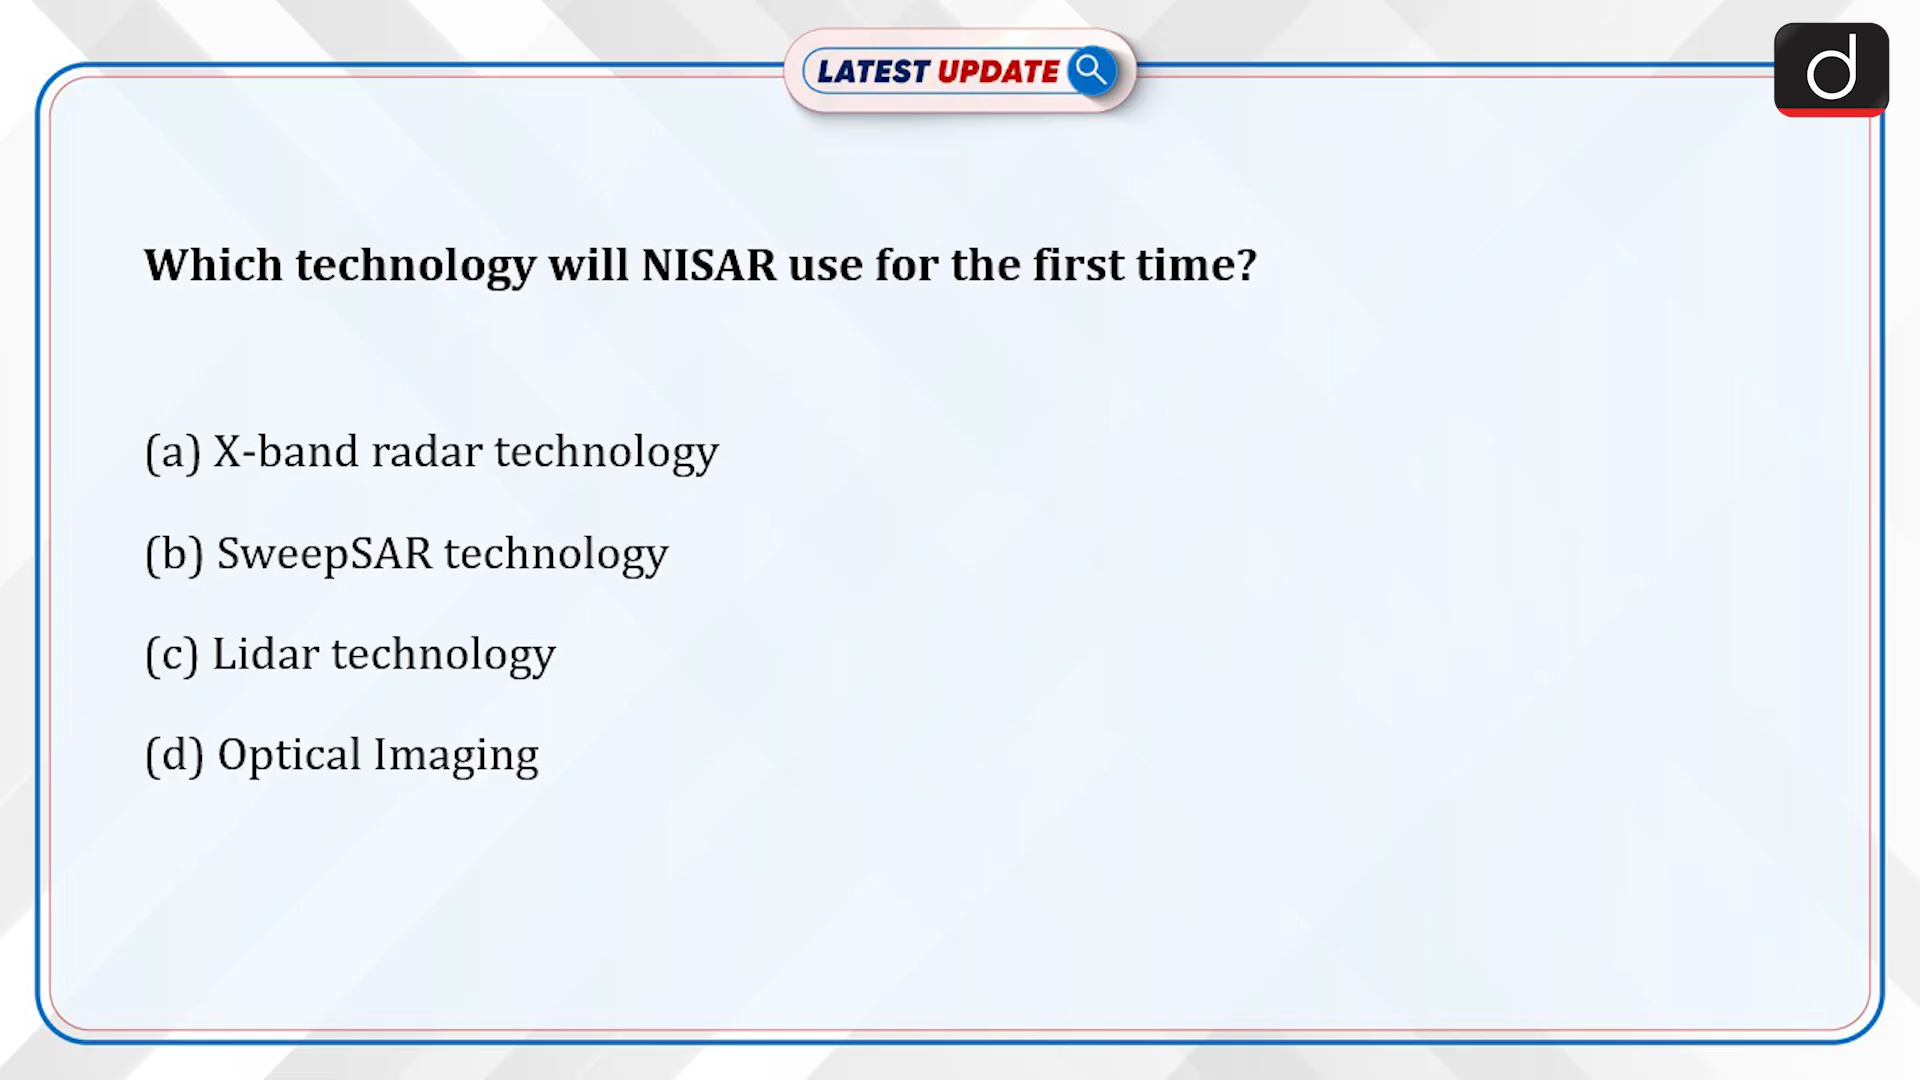 LATEST UPDATE
d
Which technology will NISAR use for the first time?
(a) X-band radar technology
(b) SweepSAR technology
(c) Lidar technology
(d) Optical Imaging